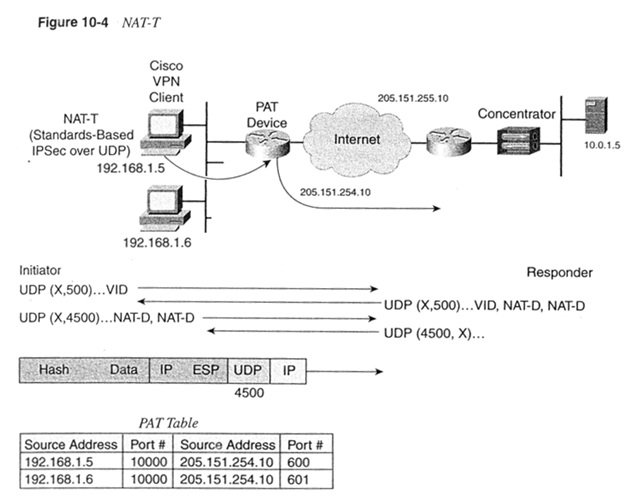 Figure 10-4 NAT-T
Cisco
VPN
Client
NAT-T
(Standards-Based
IPSec over UDP)
192.168.1.5
192.168.1.6
PAT
Device
Internet
205.151.255.10
205.151.254.10
Concentrator
10.0.1.5
Initiator
Responder
UDP (X,500)...VID
UDP (X,500)...VID, NAT-D, NAT-D
UDP (X,4500)...NAT-D, NAT-D
UDP (4500, X)...
Hash Data IP ESP UDP IP
4500
PAT Table
Source Address Port # Source Address Port #
192.168.1.5 10000 205.151.254.10 600
192.168.1.6 10000 205.151.254.10 601